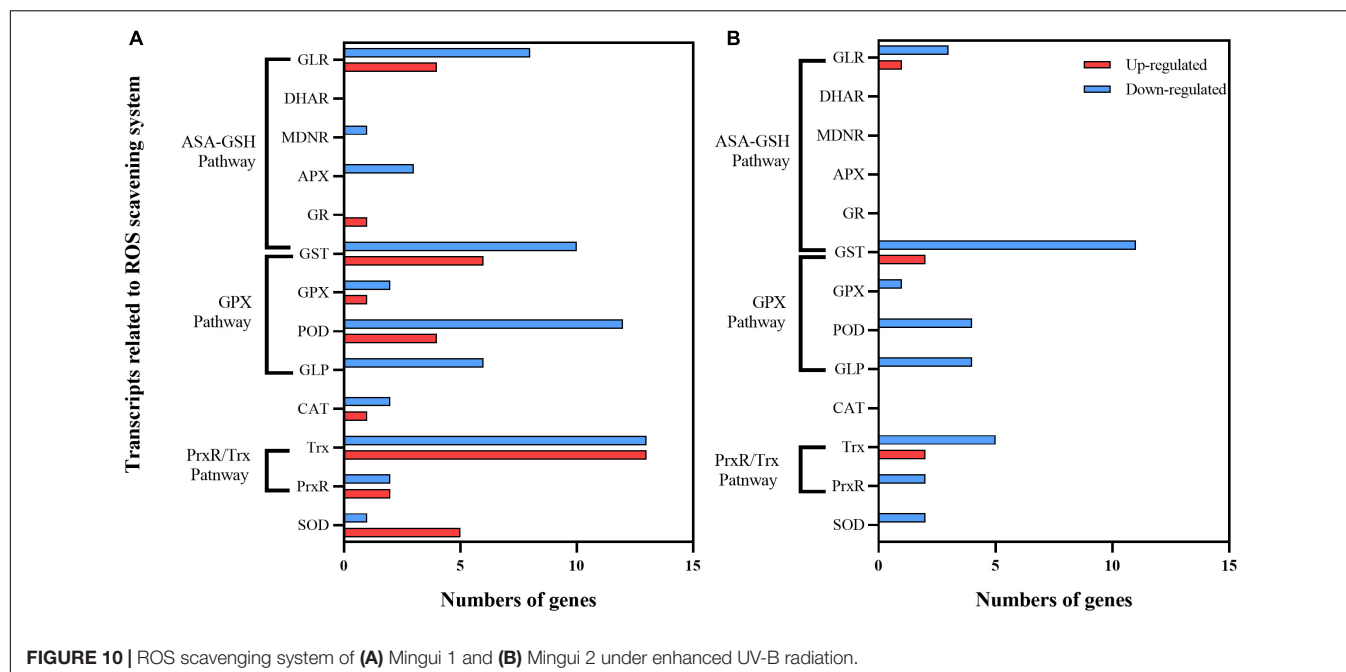 A
Transcripts related to ROS scavening system
ASA-GSH
Pathway
GPX
Pathway
PrxR/Trx
Patnway
GLR
DHAR
MDNR
APX
GR
GST
GPX
POD
GLP
CAT
Trx
PrxR
SOD
0 5 10 15
Numbers of genes
B
Up-regulated
Down-regulated
ASA-GSH
Pathway
GPX
Pathway
PrxR/Trx
Patnway
GLR
DHAR
MDNR
APX
GR
GST
GPX
POD
GLP
CAT
Trx
PrxR
SOD
0 5 10 15
Numbers of genes
FIGURE 10 | ROS scavenging system of (A) Mingui 1 and (B) Mingui 2 under enhanced UV-B radiation.